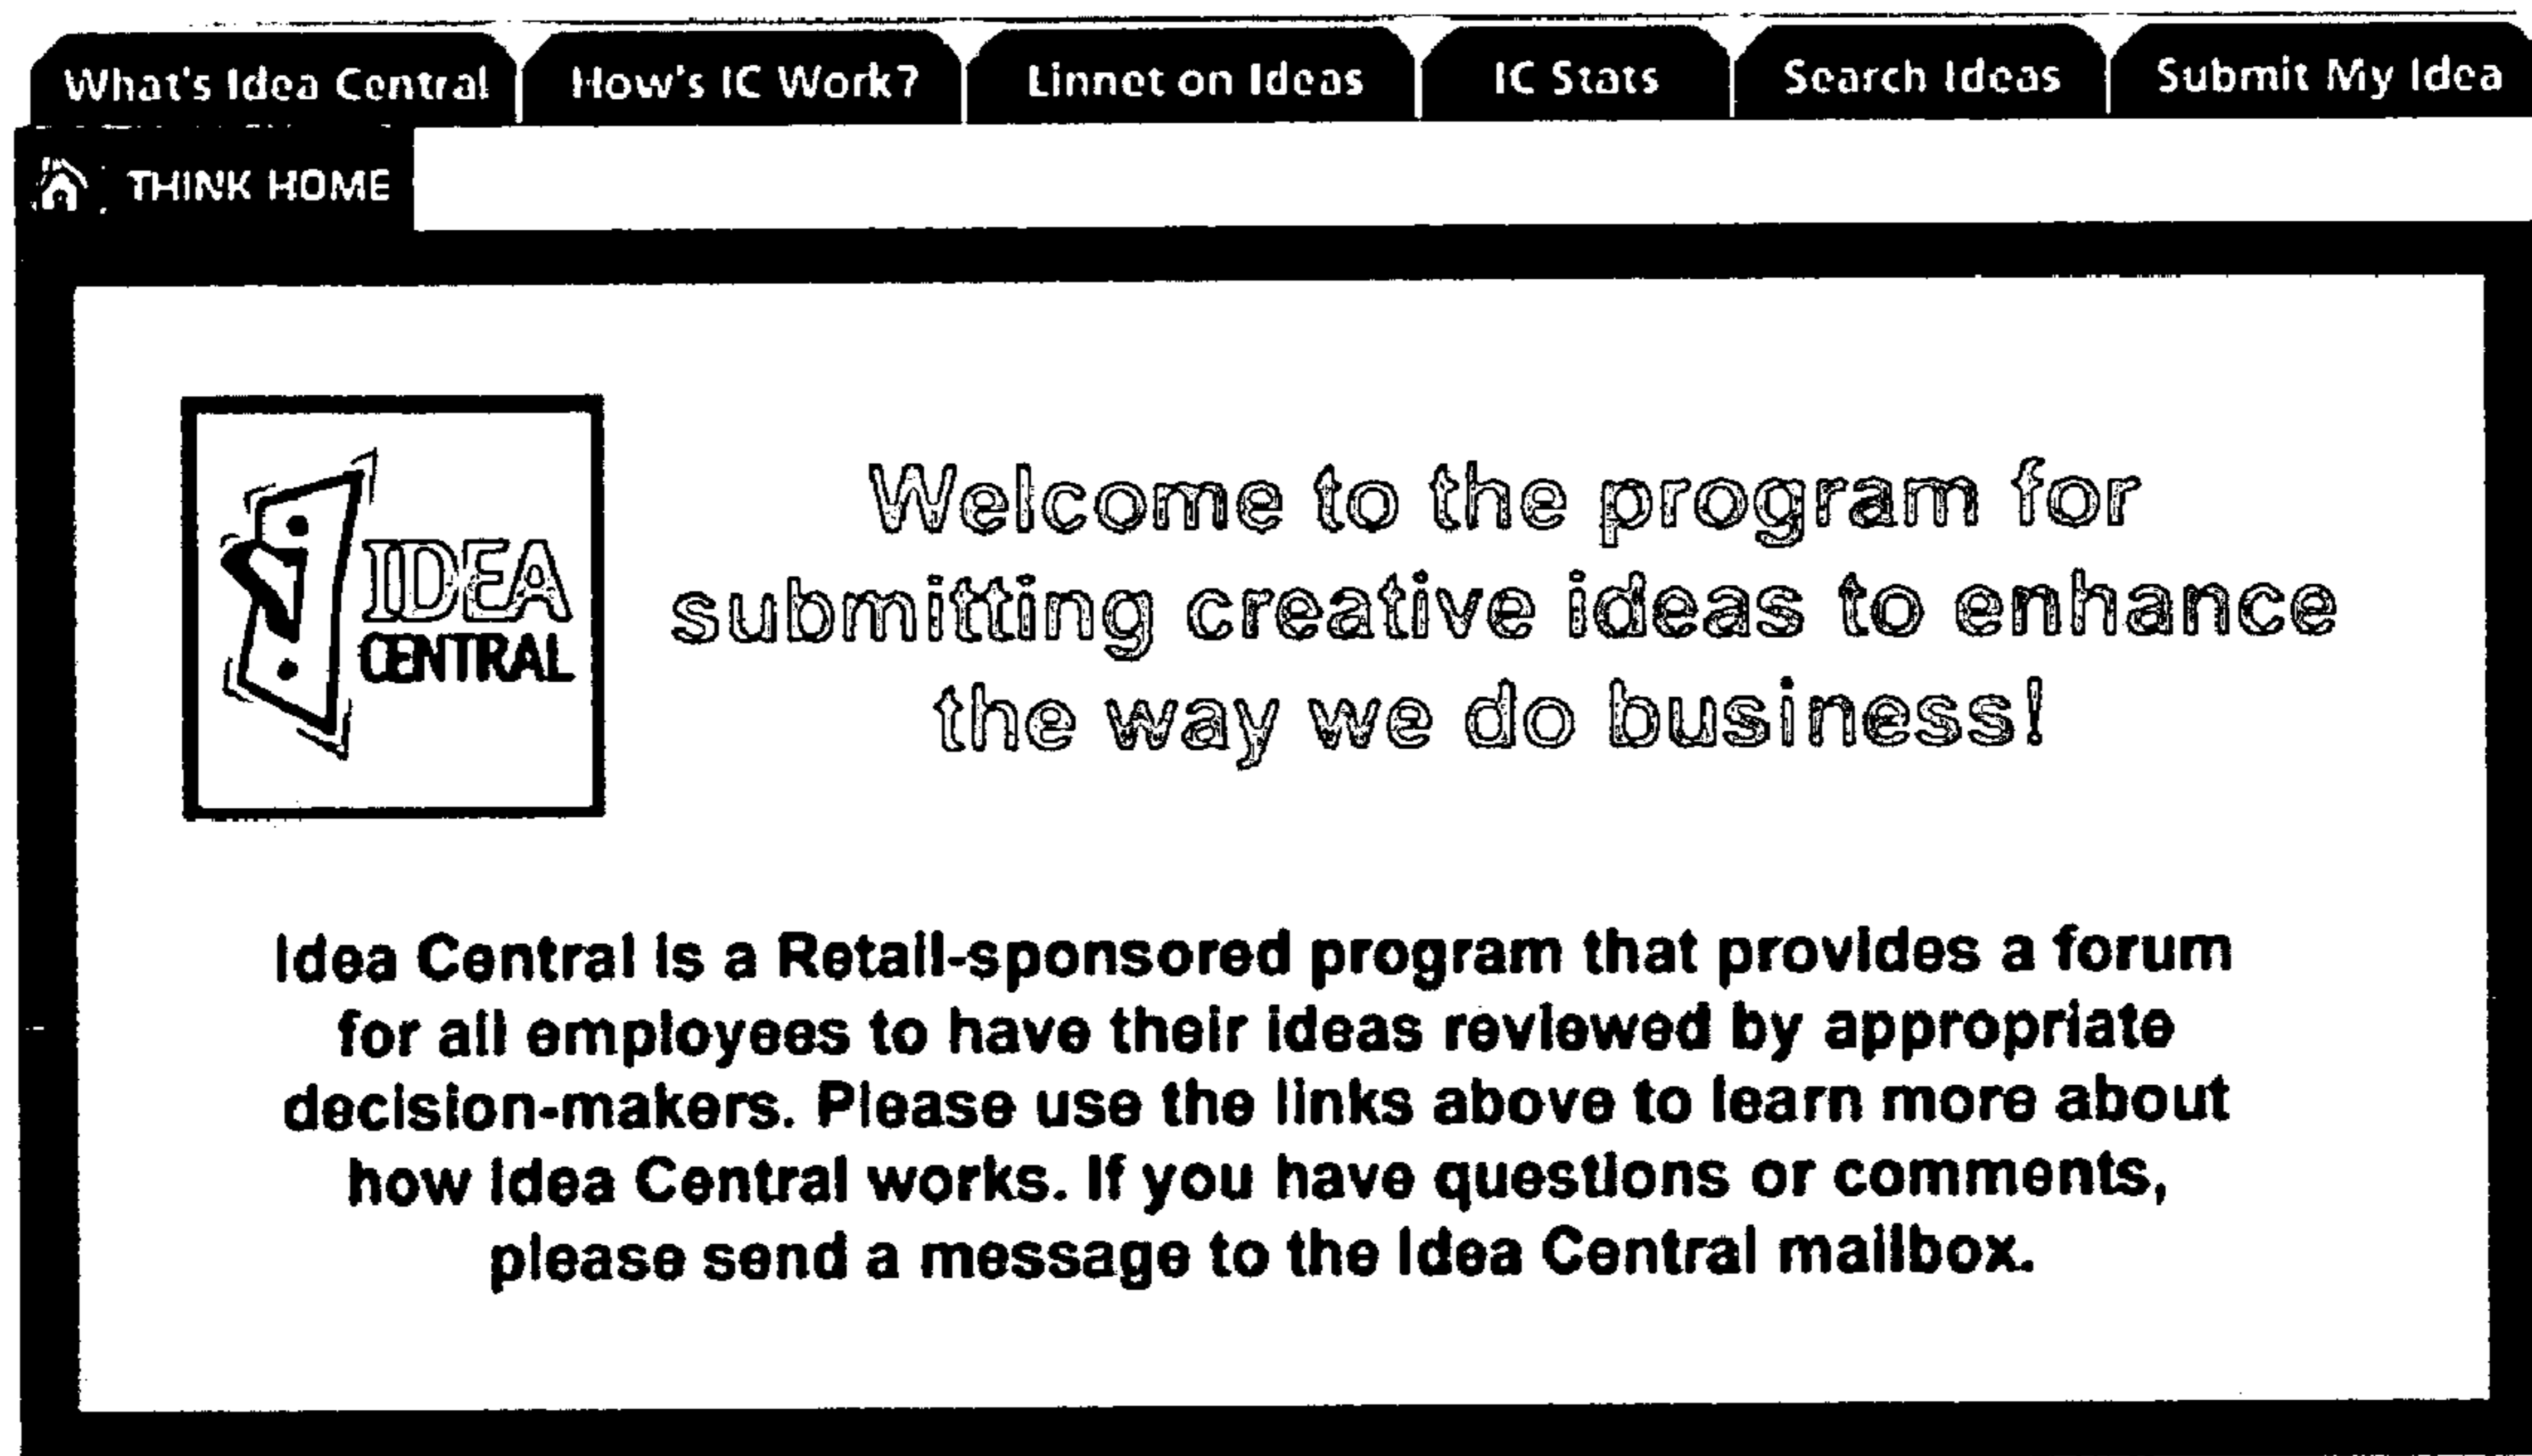 What's Idea Central How's IC Work? Linnet on Ideas IC Stats Search Ideas Submit My Idea
THINK HOME
IDEA
CENTRAL
Welcome to the program for
submitting creative ideas to enhance
the way we do business!
Idea Central is a Retail-sponsored program that provides a forum
for all employees to have their ideas reviewed by appropriate
decision-makers. Please use the links above to learn more about
how Idea Central works. If you have questions or comments,
please send a message to the Idea Central mailbox.